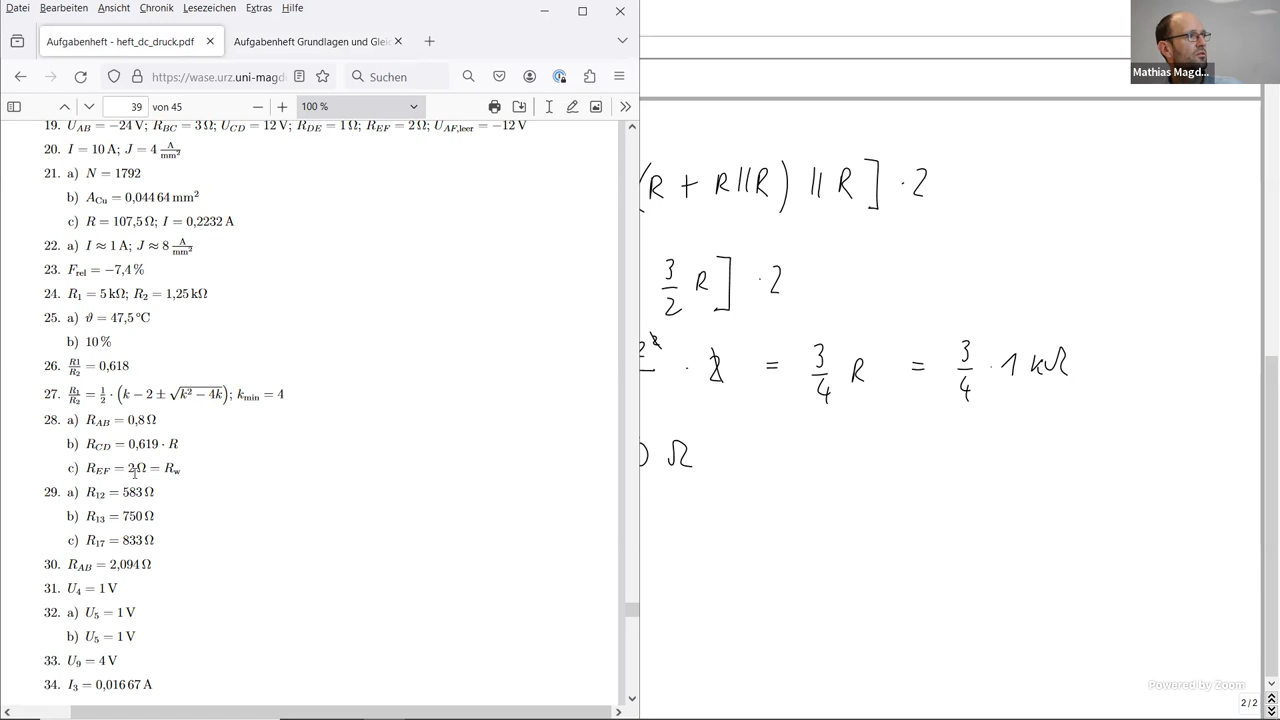 Datei Bearbeiten Ansicht Chronik Lesezeichen Extras Hilfe
Aufgabenheft - heft_dc_druck.pdf
Aufgabenheft Grundlagen und Glei
https://wase.urz.uni-magd
Suchen
39 von 45
100 %
19. U_AB = −24 V; R_BC = 3 Ω; U_CD = 12 V; R_DE = 1 Ω; R_EF = 2 Ω; U_AF,leer = −12 V
20. I = 10 A; J = 4 A/mm²
21. a) N = 1792
b) A_Cu = 0,044 64 mm²
c) R = 107,5 Ω; I = 0,2232 A
22. a) I ≈ 1 A; J ≈ 8 A/mm²
23. F_rel = −7,4 %
24. R₁ = 5 kΩ; R₂ = 1,25 kΩ
25. a) ϑ = 47,5 °C
b) 10 %
26. R1/R2 = 0,618
27. R₁/R₂ = 1/2 · (k − 2 ± √(k² − 4k)); k_min = 4
28. a) R_AB = 0,8 Ω
b) R_CD = 0,619 · R
c) R_EF = 2 Ω = R_w
29. a) R₁₂ = 583 Ω
b) R₁₃ = 750 Ω
c) R₁₇ = 833 Ω
30. R_AB = 2,094 Ω
31. U₄ = 1 V
32. a) U₅ = 1 V
b) U₅ = 1 V
33. U₉ = 4 V
34. I₃ = 0,016 67 A
(R + R||R) || R] · 2
3/2 R] · 2
· 2 = 3/4 R = 3/4 · 1 kΩ
Ω
Mathias Magd...
Powered by Zoom
2/2